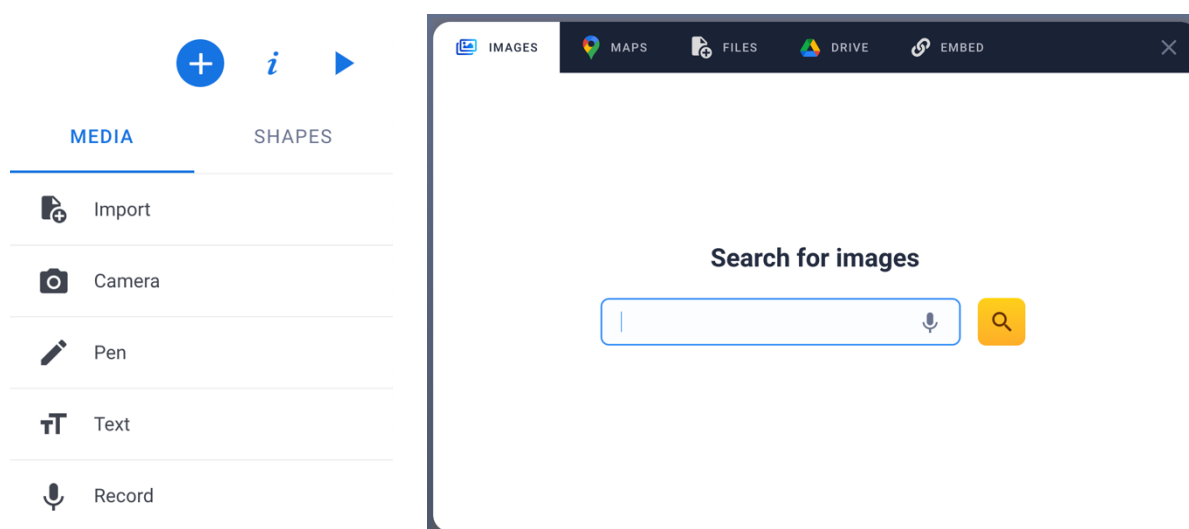 MEDIA SHAPES
Import
Camera
Pen
Text
Record
IMAGES MAPS FILES DRIVE EMBED
Search for images